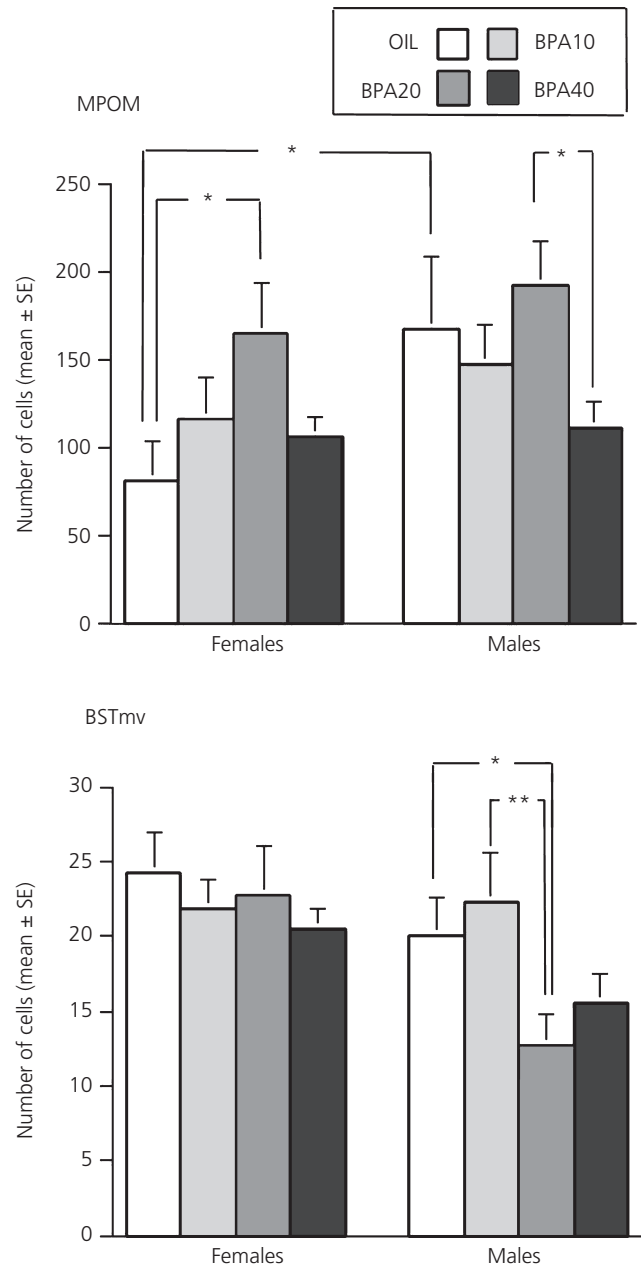 OIL BPA10
BPA20 BPA40
MPOM
* *
*
250
200
150
100
50
0
Number of cells (mean ± SE)
Females Males
BSTmv
*
**
30
25
20
15
10
5
0
Number of cells (mean ± SE)
Females Males